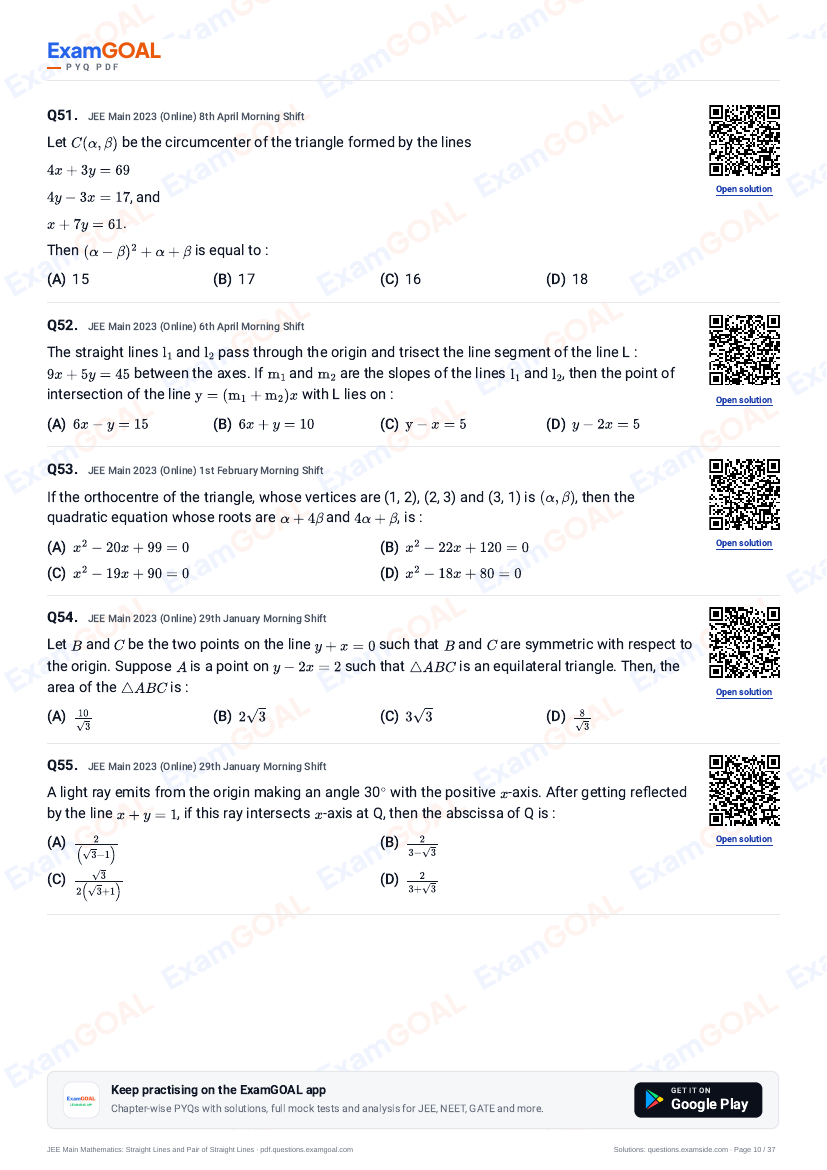 ExamGOAL
PYQ PDF
Q51. JEE Main 2023 (Online) 8th April Morning Shift
Let C(α, β) be the circumcenter of the triangle formed by the lines
4x + 3y = 69
4y − 3x = 17, and
x + 7y = 61.
Then (α − β)² + α + β is equal to :
(A) 15 (B) 17 (C) 16 (D) 18
Open solution
Q52. JEE Main 2023 (Online) 6th April Morning Shift
The straight lines l₁ and l₂ pass through the origin and trisect the line segment of the line L :
9x + 5y = 45 between the axes. If m₁ and m₂ are the slopes of the lines l₁ and l₂, then the point of
intersection of the line y = (m₁ + m₂)x with L lies on :
(A) 6x − y = 15 (B) 6x + y = 10 (C) y − x = 5 (D) y − 2x = 5
Open solution
Q53. JEE Main 2023 (Online) 1st February Morning Shift
If the orthocentre of the triangle, whose vertices are (1, 2), (2, 3) and (3, 1) is (α, β), then the
quadratic equation whose roots are α + 4β and 4α + β, is :
(A) x² − 20x + 99 = 0 (B) x² − 22x + 120 = 0
(C) x² − 19x + 90 = 0 (D) x² − 18x + 80 = 0
Open solution
Q54. JEE Main 2023 (Online) 29th January Morning Shift
Let B and C be the two points on the line y + x = 0 such that B and C are symmetric with respect to
the origin. Suppose A is a point on y − 2x = 2 such that △ABC is an equilateral triangle. Then, the
area of the △ABC is :
(A) 10/√3 (B) 2√3 (C) 3√3 (D) 8/√3
Open solution
Q55. JEE Main 2023 (Online) 29th January Morning Shift
A light ray emits from the origin making an angle 30° with the positive x-axis. After getting reflected
by the line x + y = 1, if this ray intersects x-axis at Q, then the abscissa of Q is :
(A) 2/(√3−1) (B) 2/(3−√3)
(C) √3/(2(√3+1)) (D) 2/(3+√3)
Open solution
Keep practising on the ExamGOAL app
Chapter-wise PYQs with solutions, full mock tests and analysis for JEE, NEET, GATE and more.
GET IT ON
Google Play
JEE Main Mathematics: Straight Lines and Pair of Straight Lines · pdf.questions.examgoal.com
Solutions: questions.examside.com · Page 10 / 37